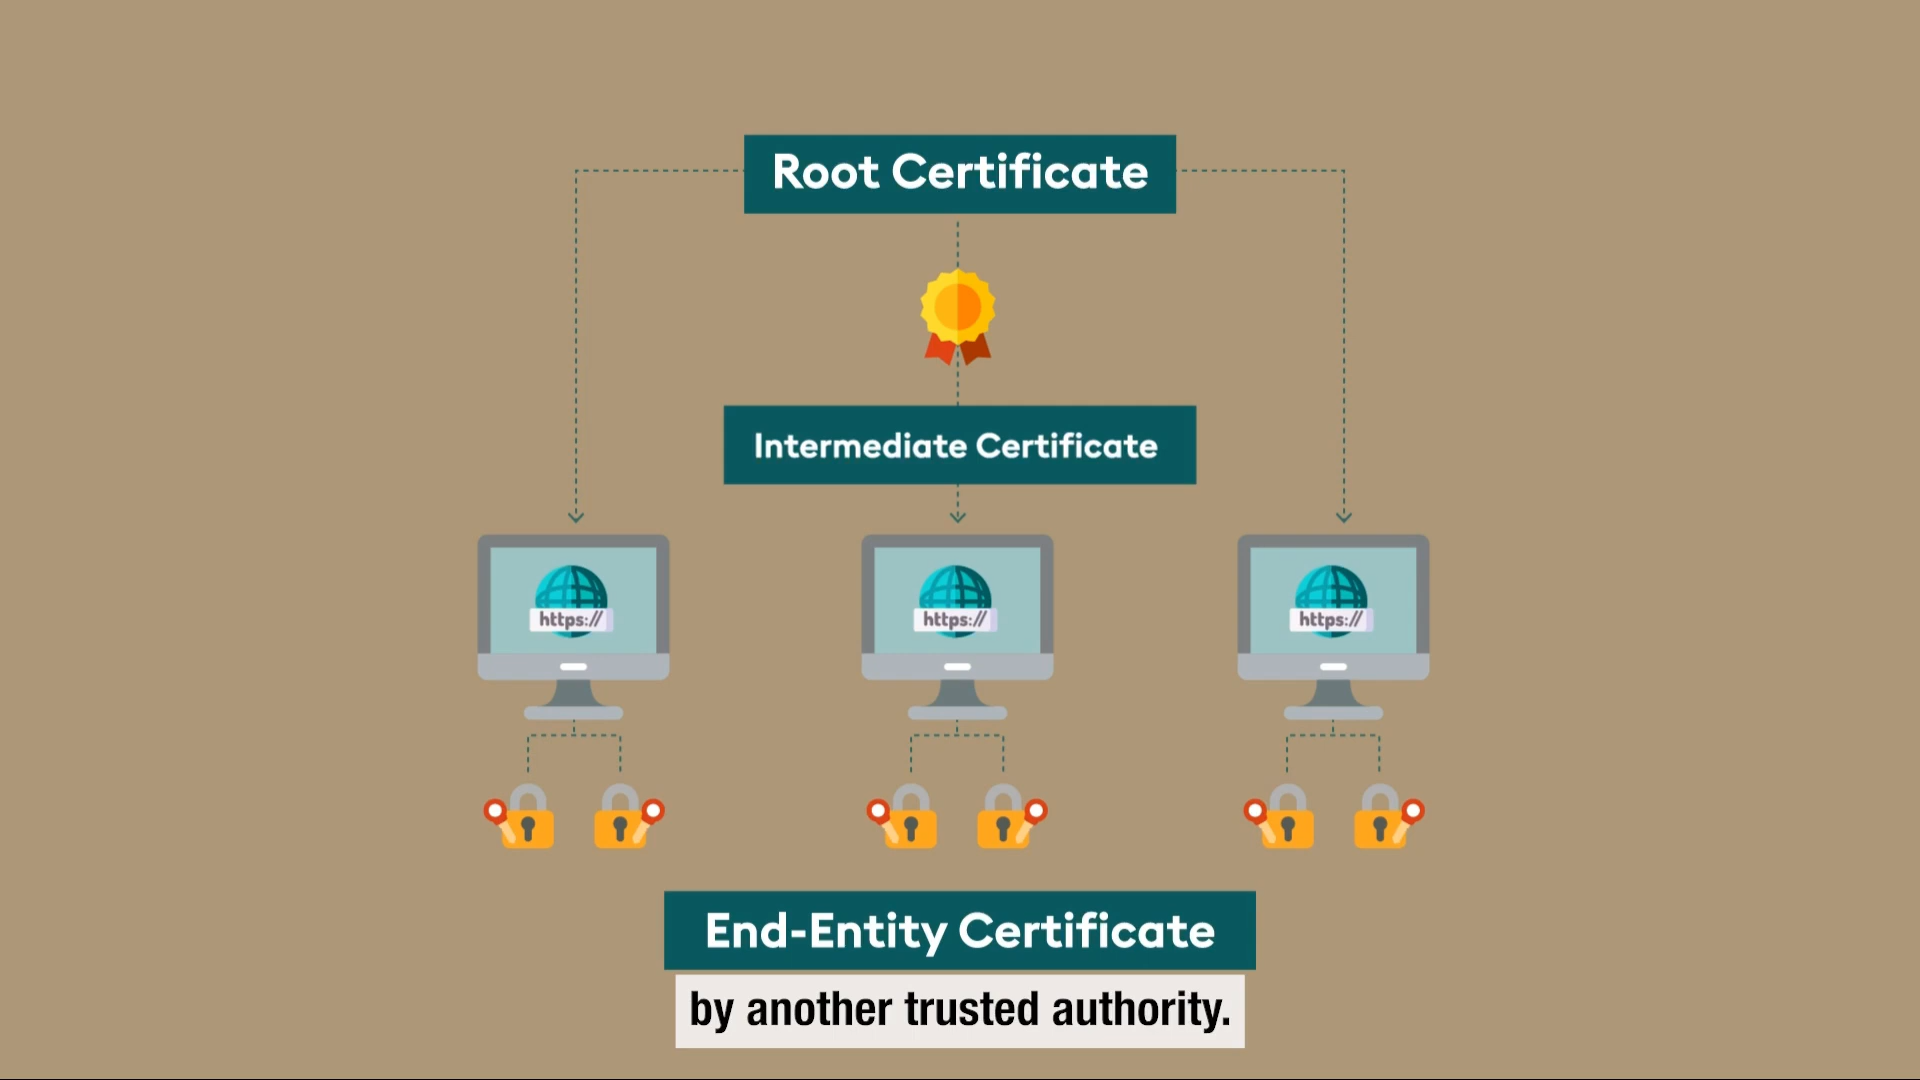 Root Certificate
Intermediate Certificate
https://
https://
https://
End-Entity Certificate
by another trusted authority.